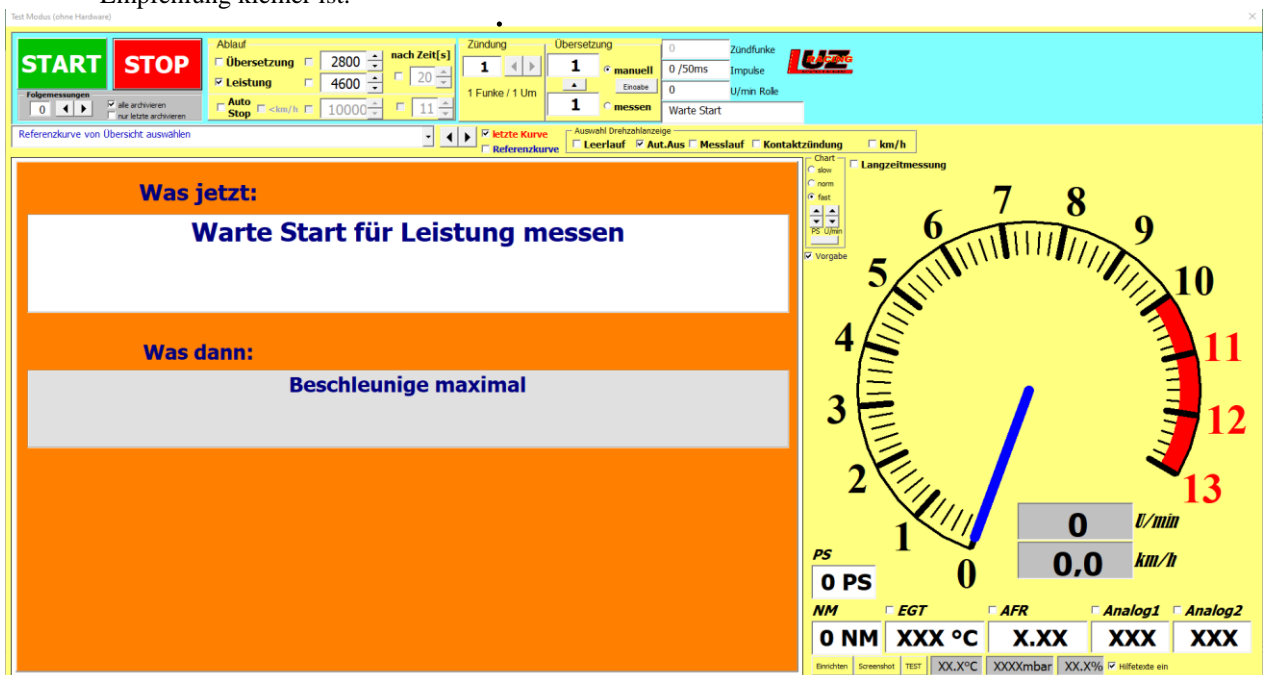 Empfehlung kleiner ist.
Test Modus (ohne Hardware)
START STOP
Folgemessungen
0
alle archivieren
nur letzte archivieren
Ablauf
Übersetzung 2800 nach Zeit[s]
Leistung 4600 20
Auto Stop <km/h 10000 11
Zündung
1
1 Funke / 1 Um
Übersetzung
1 manuell
Eingabe
1 messen
0 Zündfunke
0 /50ms Impulse
0 U/min Rolle
Warte Start
UZ RACING
Referenzkurve von Übersicht auswählen
letzte Kurve
Referenzkurve
Auswahl Drehzahlanzeige
Leerlauf Aut.Aus Messlauf Kontaktzündung km/h
Was jetzt:
Warte Start für Leistung messen
Was dann:
Beschleunige maximal
Chart
slow
norm
fast
PS U/min
Vorgabe
Langzeitmessung
0
1
2
3
4
5
6
7
8
9
10
11
12
13
0 U/min
0,0 km/h
PS
0 PS
NM EGT AFR Analog1 Analog2
0 NM XXX °C X.XX XXX XXX
Einrichten Screenshot TEST XX.X°C XXXXmbar XX.X% Hilfetexte ein